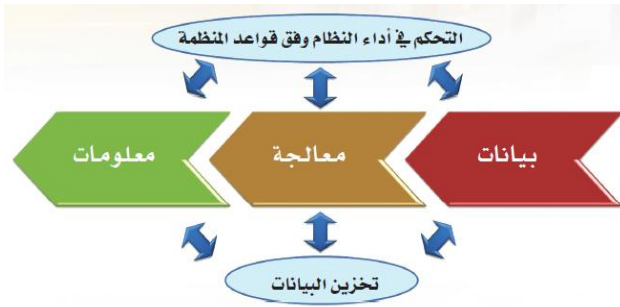 التحكم في أداء النظام وفق قواعد المنظمة
بيانات
معالجة
معلومات
تخزين البيانات